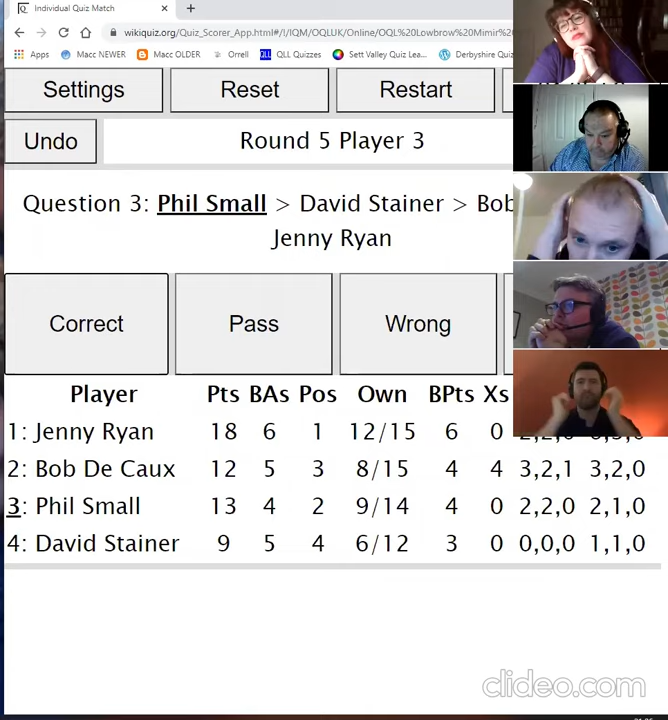 Individual Quiz Match
wikiquiz.org/Quiz_Scorer_App.html#/I/IQM/OQLUK/Online/OQL%20Lowbrow%20Mimir%
Apps Macc NEWER Macc OLDER Orrell QLL Quizzes Sett Valley Quiz Lea... Derbyshire Quiz
Settings Reset Restart
Undo Round 5 Player 3
Question 3: Phil Small > David Stainer > Bob
Jenny Ryan
Correct Pass Wrong
Player Pts BAs Pos Own BPts Xs
1: Jenny Ryan 18 6 1 12/15 6 0
2: Bob De Caux 12 5 3 8/15 4 4 3,2,1 3,2,0
3: Phil Small 13 4 2 9/14 4 0 2,2,0 2,1,0
4: David Stainer 9 5 4 6/12 3 0 0,0,0 1,1,0
clideo.com